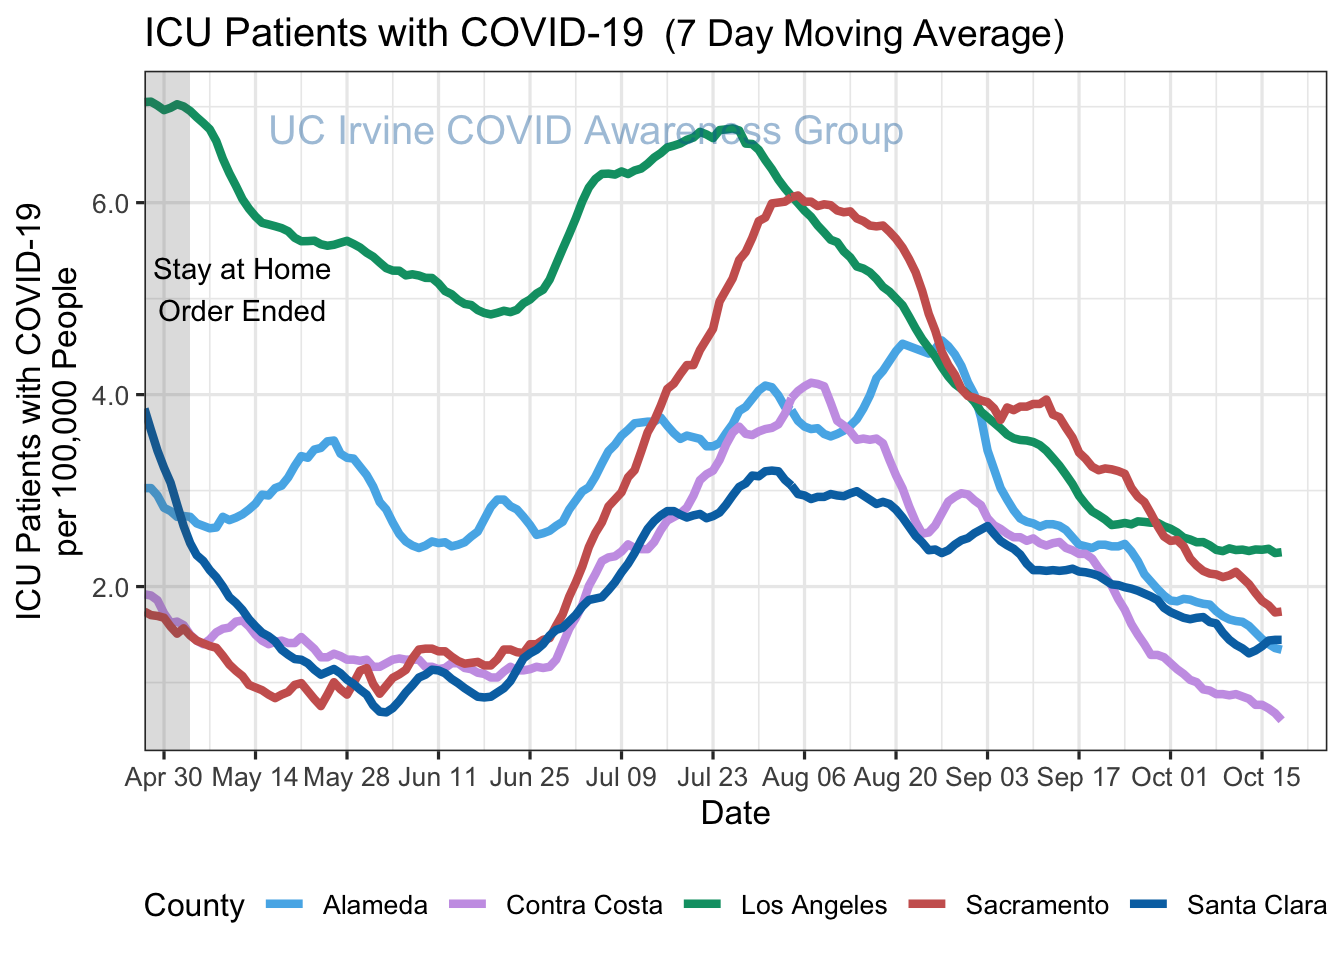 ICU Patients with COVID-19 (7 Day Moving Average)
UC Irvine COVID Awareness Group
6.0
4.0
2.0
Stay at Home
Order Ended
ICU Patients with COVID-19
per 100,000 People
Apr 30 May 14 May 28 Jun 11 Jun 25 Jul 09 Jul 23 Aug 06 Aug 20 Sep 03 Sep 17 Oct 01 Oct 15
Date
County Alameda Contra Costa Los Angeles Sacramento Santa Clara